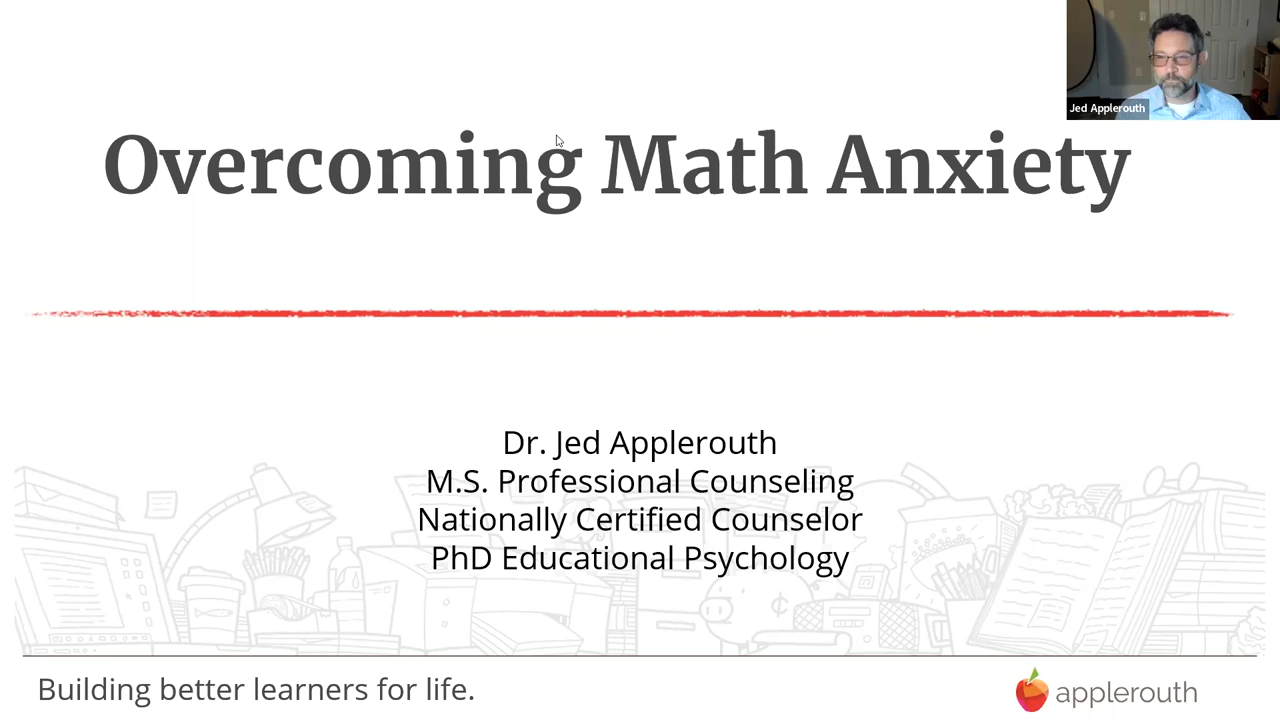 Jed Applerouth
Overcoming Math Anxiety
Dr. Jed Applerouth
M.S. Professional Counseling
Nationally Certified Counselor
PhD Educational Psychology
¢
Building better learners for life.
applerouth